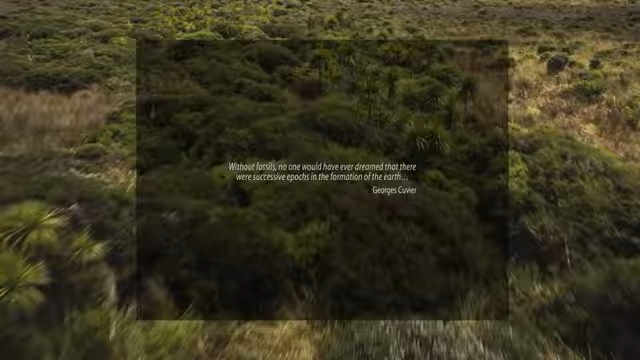 Without fossils, no one would have ever dreamed that there
were successive epochs in the formation of the earth...
Georges Cuvier